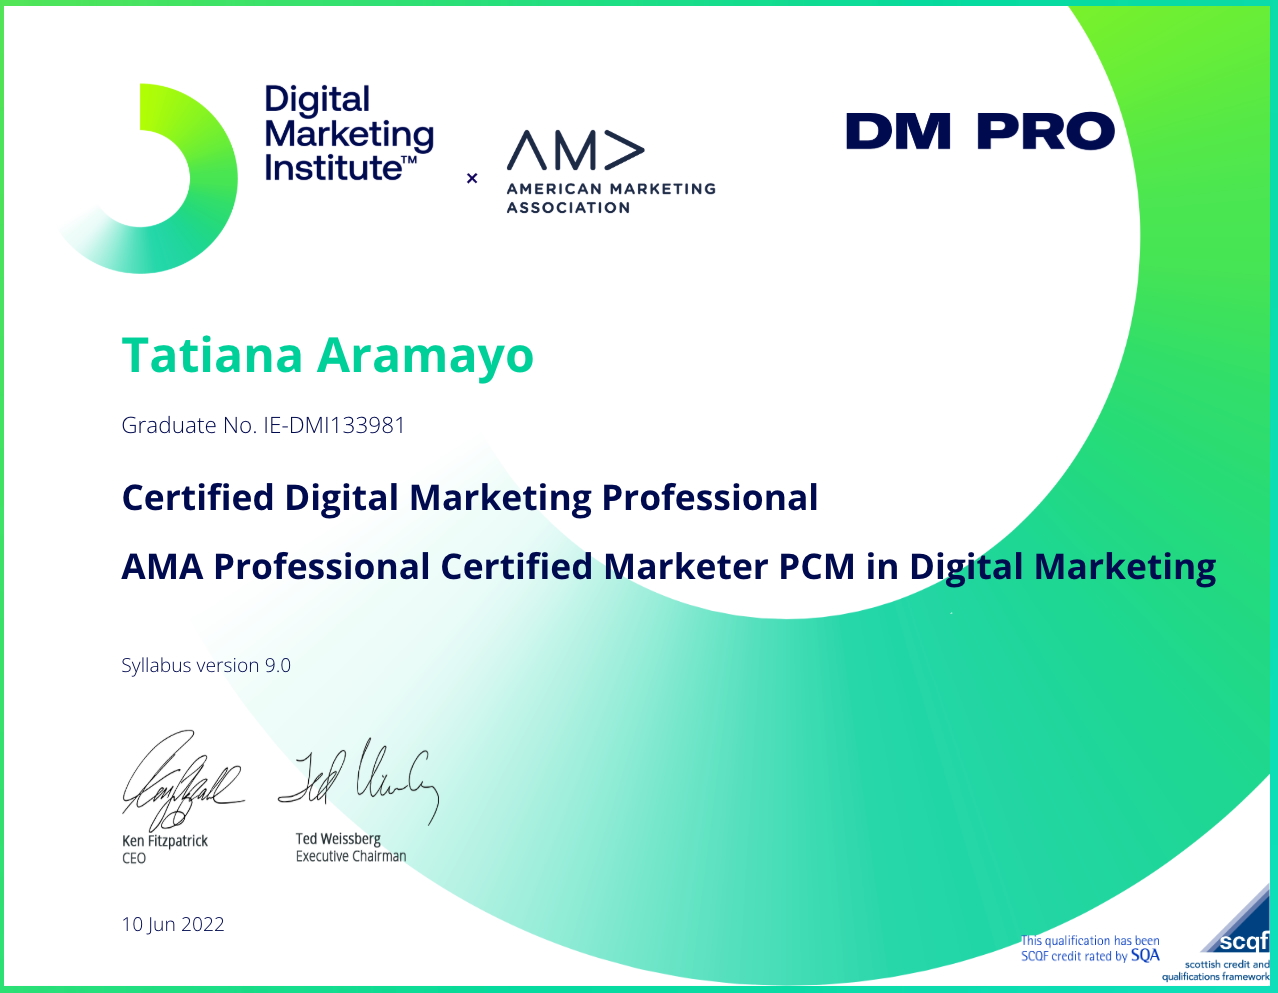 Digital
Marketing
Institute™
×
AMERICAN MARKETING
ASSOCIATION
DM PRO
Tatiana Aramayo
Graduate No. IE-DMI133981
Certified Digital Marketing Professional
AMA Professional Certified Marketer PCM in Digital Marketing
Syllabus version 9.0
Ken Fitzpatrick
CEO
Ted Weissberg
Executive Chairman
10 Jun 2022
This qualification has been
SCQF credit rated by SQA
scqf
scottish credit and
qualifications framework